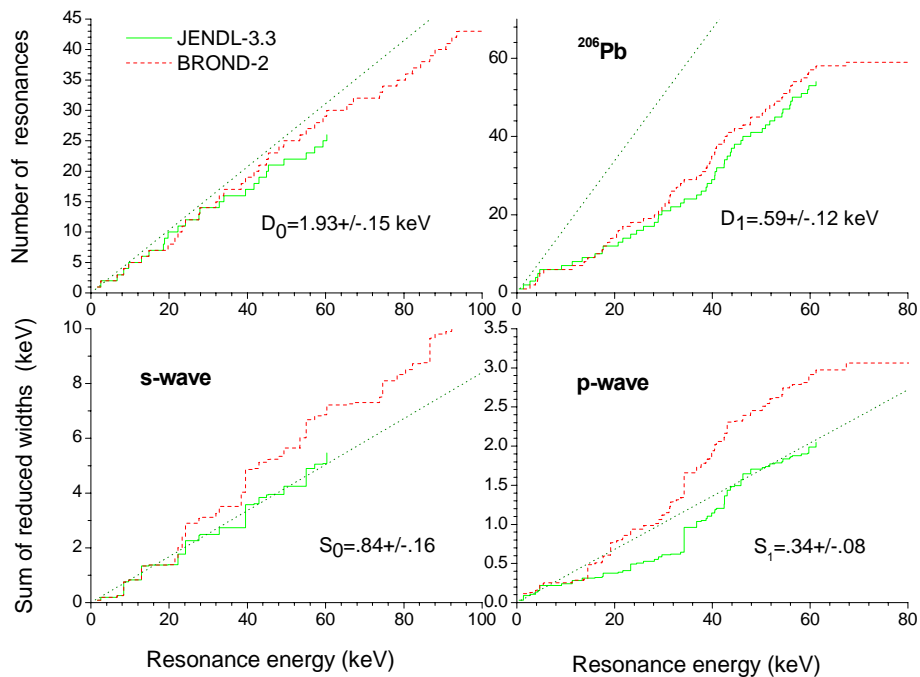 45
40
35
30
25
20
15
10
5
0
Number of resonances
JENDL-3.3
BROND-2
D0=1.93+/-.15 keV
0 20 40 60 80 100
60
40
20
0
206Pb
D1=.59+/-.12 keV
0 20 40 60 80
10
8
6
4
2
0
Sum of reduced widths (keV)
s-wave
S0=.84+/-.16
0 20 40 60 80 100
Resonance energy (keV)
3.5
3.0
2.5
2.0
1.5
1.0
0.5
0.0
p-wave
S1=.34+/-.08
0 20 40 60 80
Resonance energy (keV)